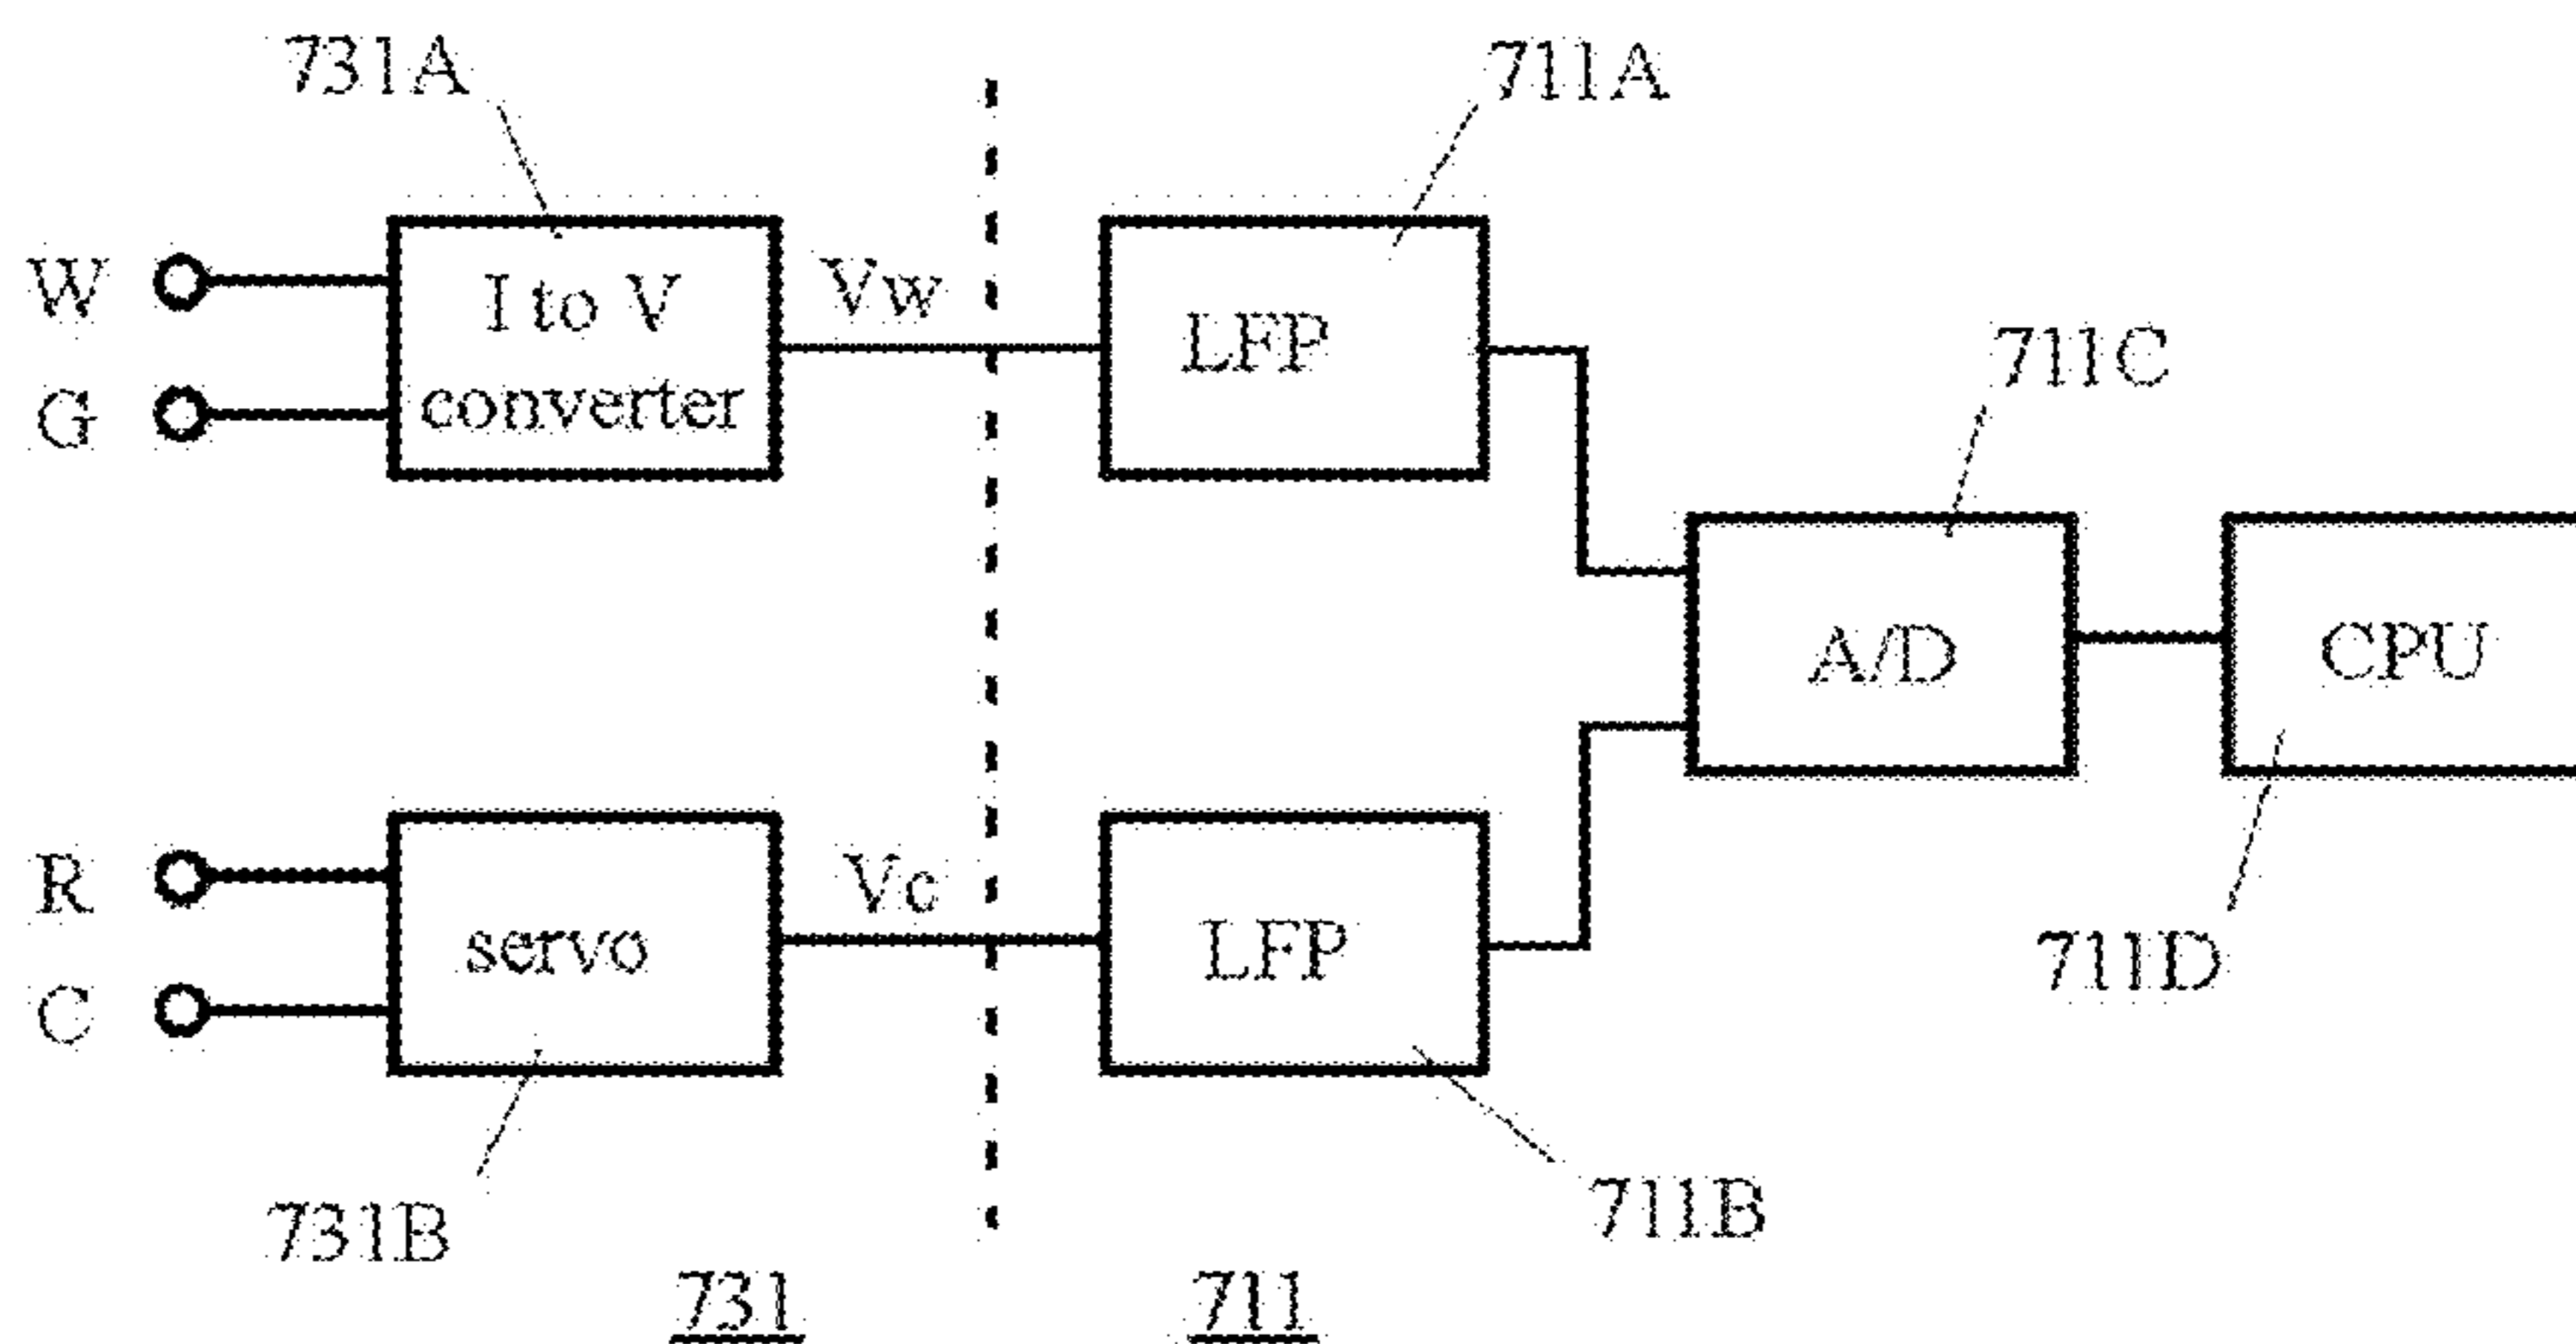 731A
711A
W
I to V
converter
G
Vw
LFP
711C
A/D
CPU
R
servo
C
Vc
LFP
711D
731B
711B
731
711